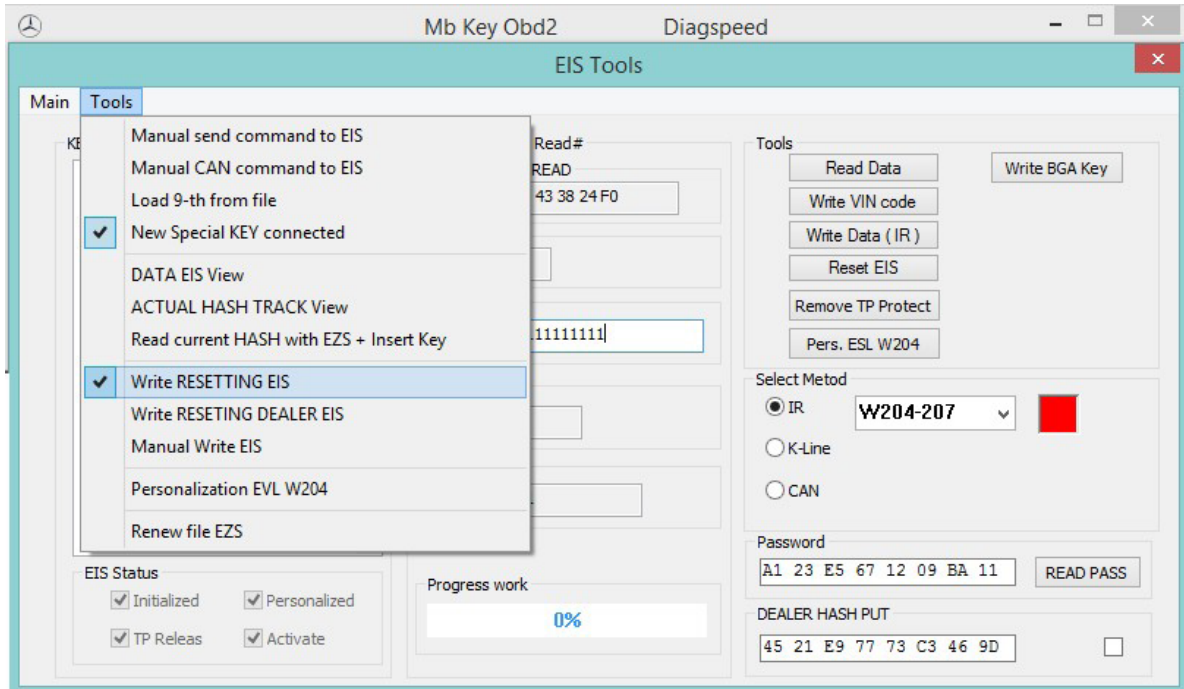 Mb Key Obd2 Diagspeed
EIS Tools
Main Tools
Manual send command to EIS
Manual CAN command to EIS
Load 9-th from file
New Special KEY connected
DATA EIS View
ACTUAL HASH TRACK View
Read current HASH with EZS + Insert Key
Write RESETTING EIS
Write RESETING DEALER EIS
Manual Write EIS
Personalization EVL W204
Renew file EZS
EIS Status
Initialized Personalized
TP Releas Activate
Read#
READ
43 38 24 F0
11111111
Progress work
0%
Tools
Read Data Write BGA Key
Write VIN code
Write Data ( IR )
Reset EIS
Remove TP Protect
Pers. ESL W204
Select Metod
IR W204-207
K-Line
CAN
Password
A1 23 E5 67 12 09 BA 11 READ PASS
DEALER HASH PUT
45 21 E9 77 73 C3 46 9D